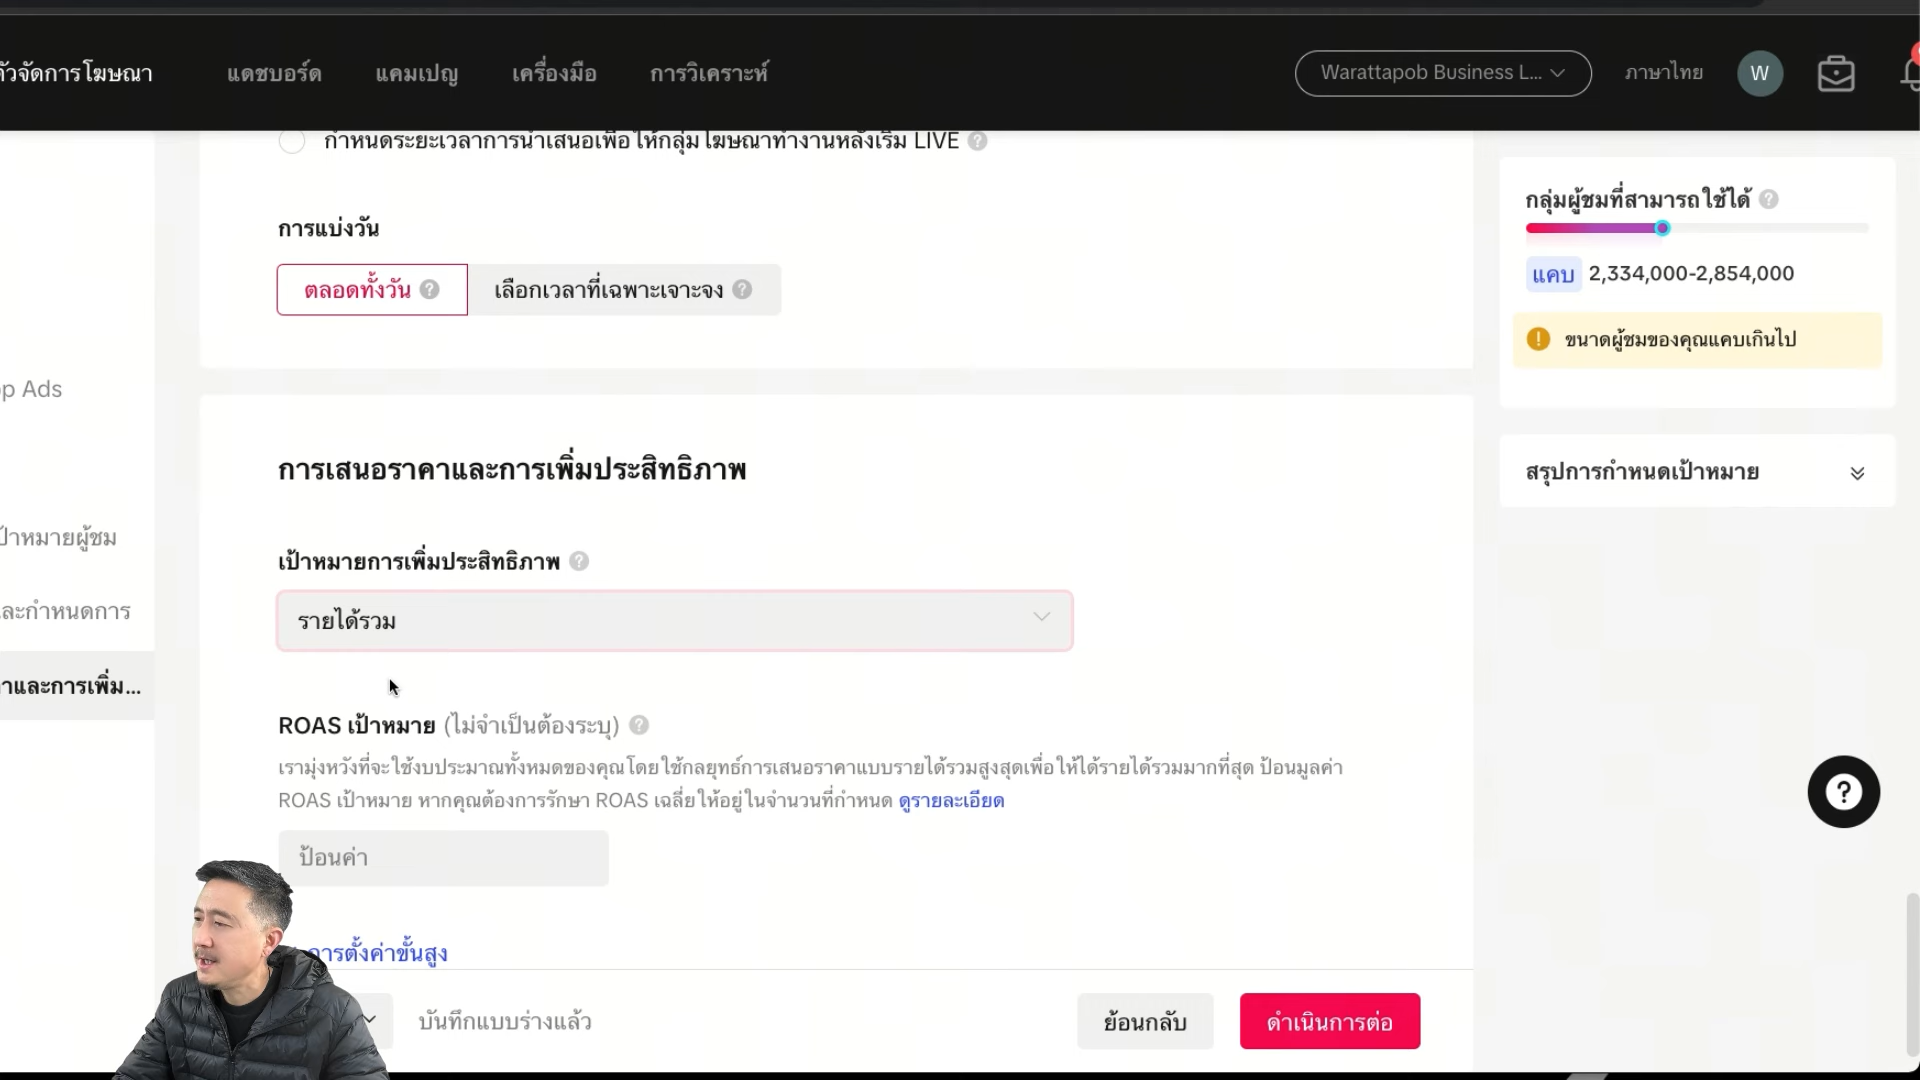 ตัวจัดการโฆษณา
แดชบอร์ด
แคมเปญ
เครื่องมือ
การวิเคราะห์
Warattapob Business L...
ภาษาไทย
W
กำหนดระยะเวลาการนำเสนอเพื่อให้กลุ่มโฆษณาทำงานหลังเริ่ม LIVE
การแบ่งวัน
ตลอดทั้งวัน
เลือกเวลาที่เฉพาะเจาะจง
กลุ่มผู้ชมที่สามารถใช้ได้
แคบ 2,334,000-2,854,000
ขนาดผู้ชมของคุณแคบเกินไป
สรุปการกำหนดเป้าหมาย
p Ads
ป้าหมายผู้ชม
และกำหนดการ
าและการเพิ่ม...
การเสนอราคาและการเพิ่มประสิทธิภาพ
เป้าหมายการเพิ่มประสิทธิภาพ
รายได้รวม
ROAS เป้าหมาย (ไม่จำเป็นต้องระบุ)
เรามุ่งหวังที่จะใช้งบประมาณทั้งหมดของคุณโดยใช้กลยุทธ์การเสนอราคาแบบรายได้รวมสูงสุดเพื่อให้ได้รายได้รวมมากที่สุด ป้อนมูลค่า
ROAS เป้าหมาย หากคุณต้องการรักษา ROAS เฉลี่ยให้อยู่ในจำนวนที่กำหนด ดูรายละเอียด
ป้อนค่า
การตั้งค่าขั้นสูง
บันทึกแบบร่างแล้ว
ย้อนกลับ
ดำเนินการต่อ